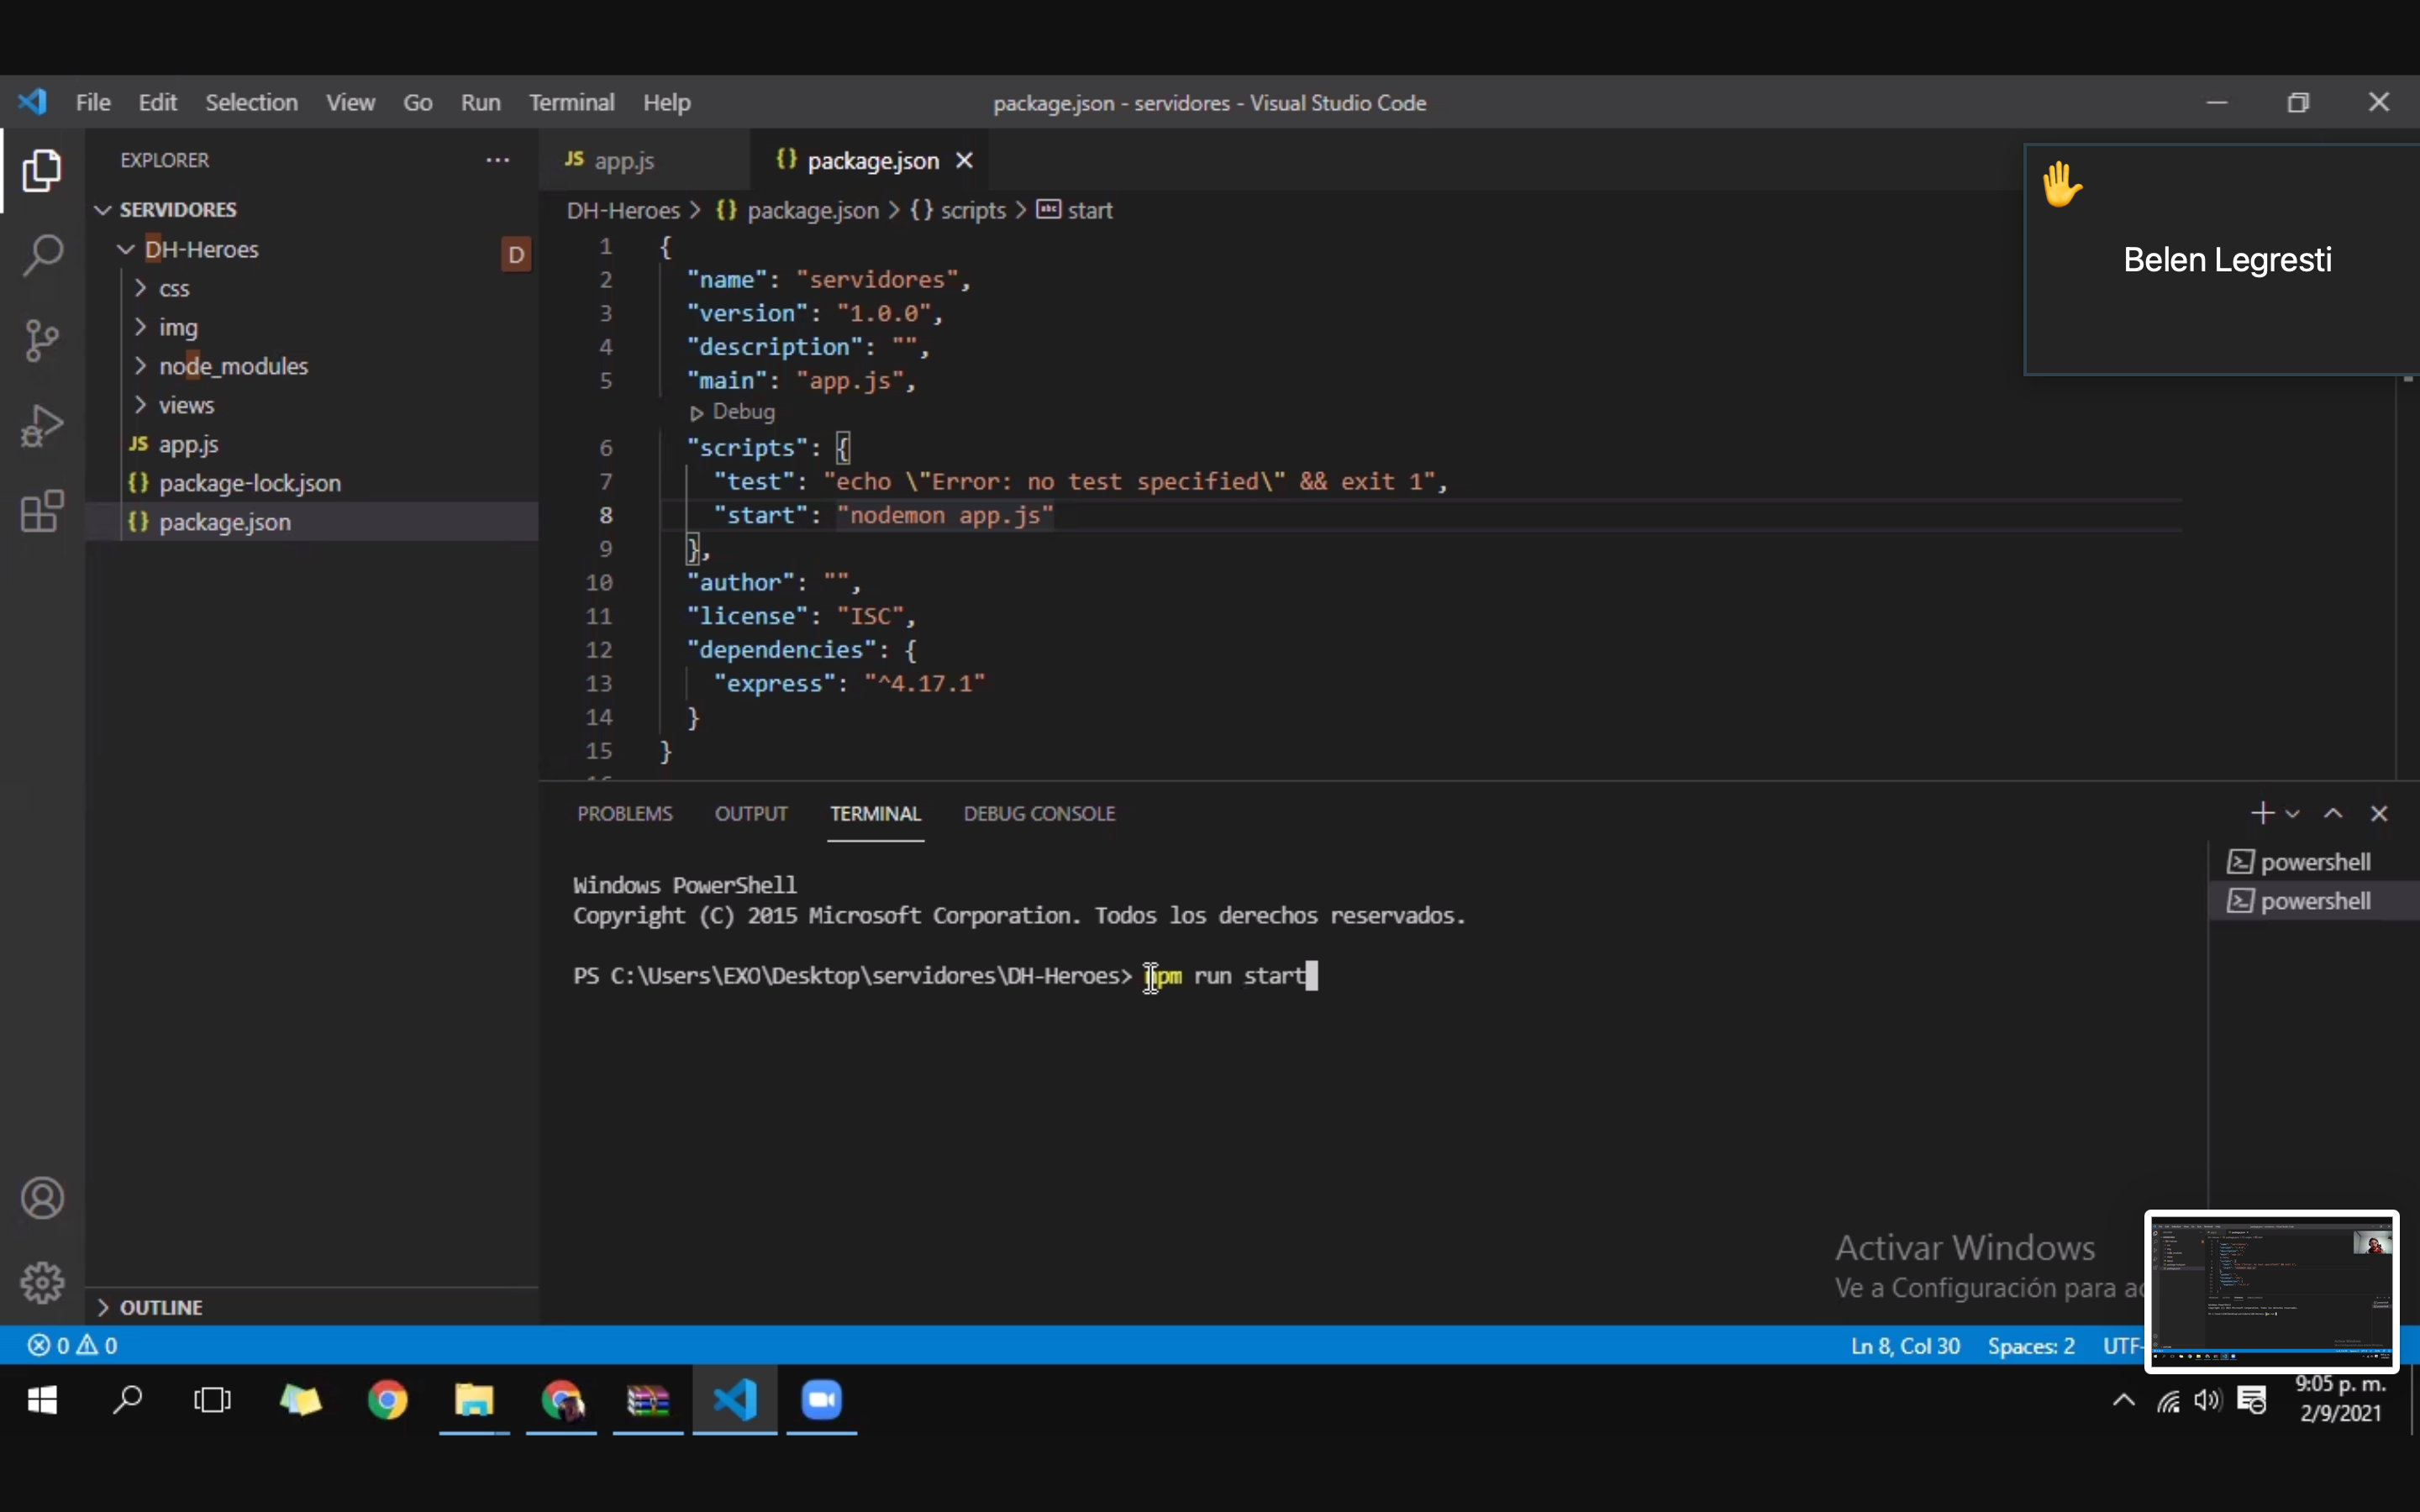 File Edit Selection View Go Run Terminal Help
package.json - servidores - Visual Studio Code
EXPLORER
SERVIDORES
DH-Heroes D
css
img
node_modules
views
JS app.js
{} package-lock.json
{} package.json
OUTLINE
JS app.js
{} package.json
DH-Heroes > {} package.json > {} scripts > abc start
1 {
2 "name": "servidores",
3 "version": "1.0.0",
4 "description": "",
5 "main": "app.js",
Debug
6 "scripts": {
7 "test": "echo \"Error: no test specified\" && exit 1",
8 "start": "nodemon app.js"
9 },
10 "author": "",
11 "license": "ISC",
12 "dependencies": {
13 "express": "^4.17.1"
14 }
15 }
Belen Legresti
PROBLEMS OUTPUT TERMINAL DEBUG CONSOLE
Windows PowerShell
Copyright (C) 2015 Microsoft Corporation. Todos los derechos reservados.
PS C:\Users\EXO\Desktop\servidores\DH-Heroes> npm run start
powershell
powershell
Activar Windows
Ve a Configuración para ac
0 0
Ln 8, Col 30 Spaces: 2 UTF-
9:05 p. m.
2/9/2021